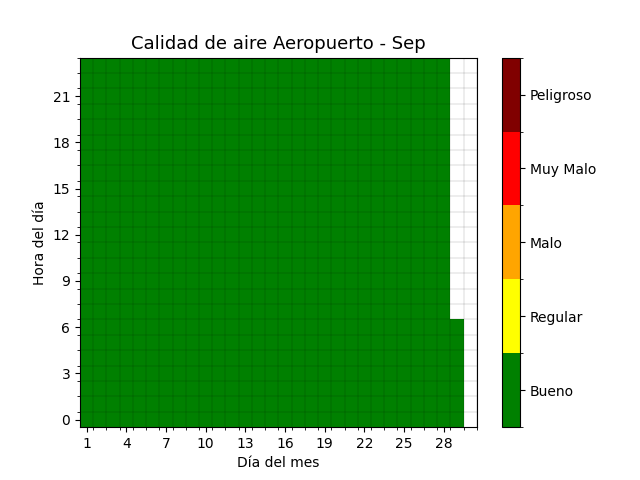 Calidad de aire Aeropuerto - Sep
Hora del día
21
18
15
12
9
6
3
0
1 4 7 10 13 16 19 22 25 28
Día del mes
Peligroso
Muy Malo
Malo
Regular
Bueno